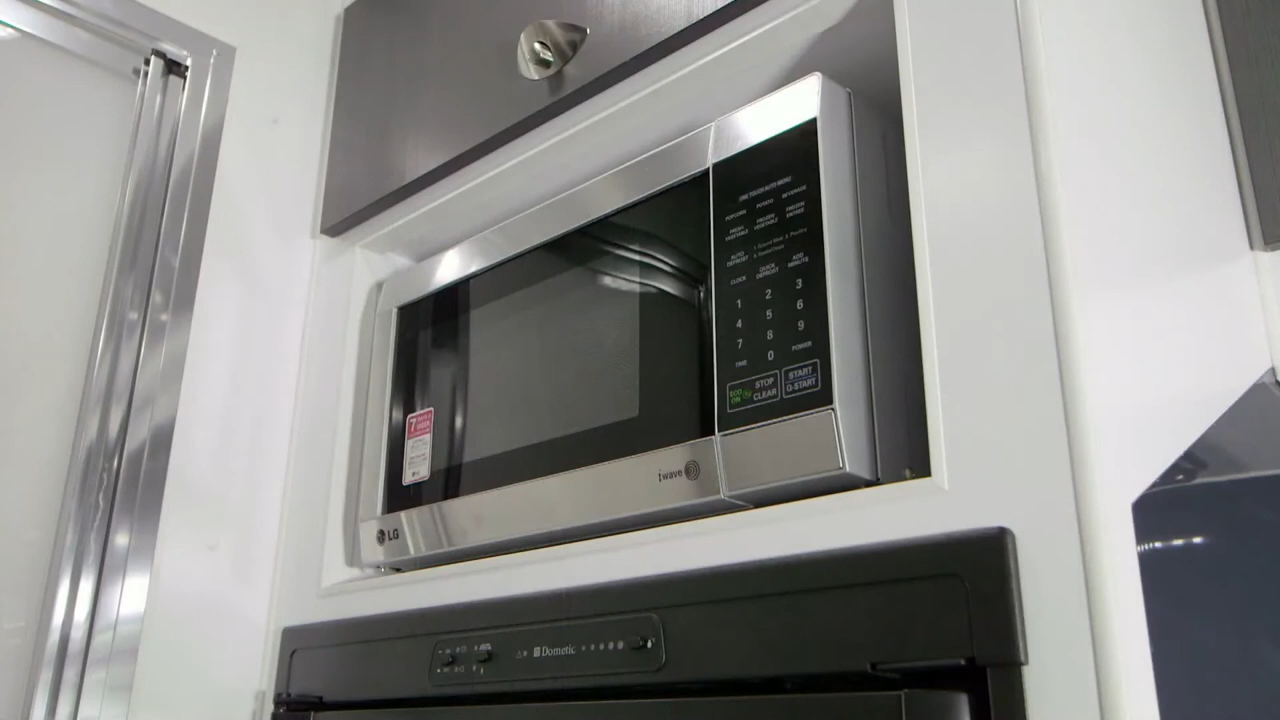 ONE TOUCH AUTO MENU
POPCORN POTATO BEVERAGE
FRESH VEGETABLE FROZEN VEGETABLE FROZEN ENTREE
AUTO DEFROST
CLOCK QUICK DEFROST ADD MINUTE
1 2 3
4 5 6
7 8 9
TIME 0 POWER
ECO ON STOP CLEAR START Q-START
7
i wave
LG
Dometic